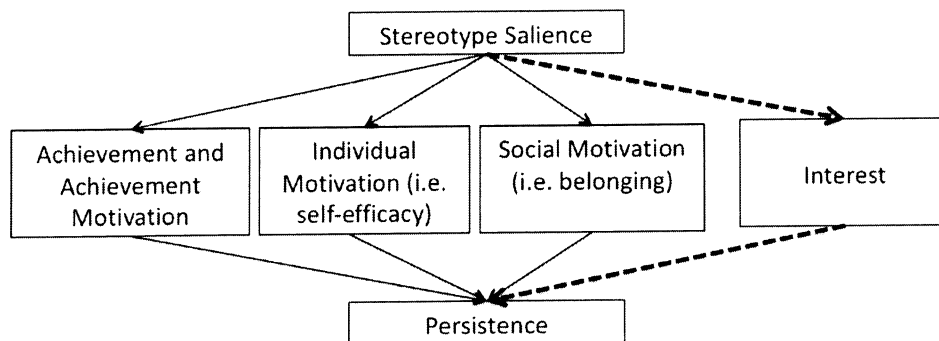 Stereotype Salience
Achievement and
Achievement
Motivation
Individual
Motivation (i.e.
self-efficacy)
Social Motivation
(i.e. belonging)
Interest
Persistence